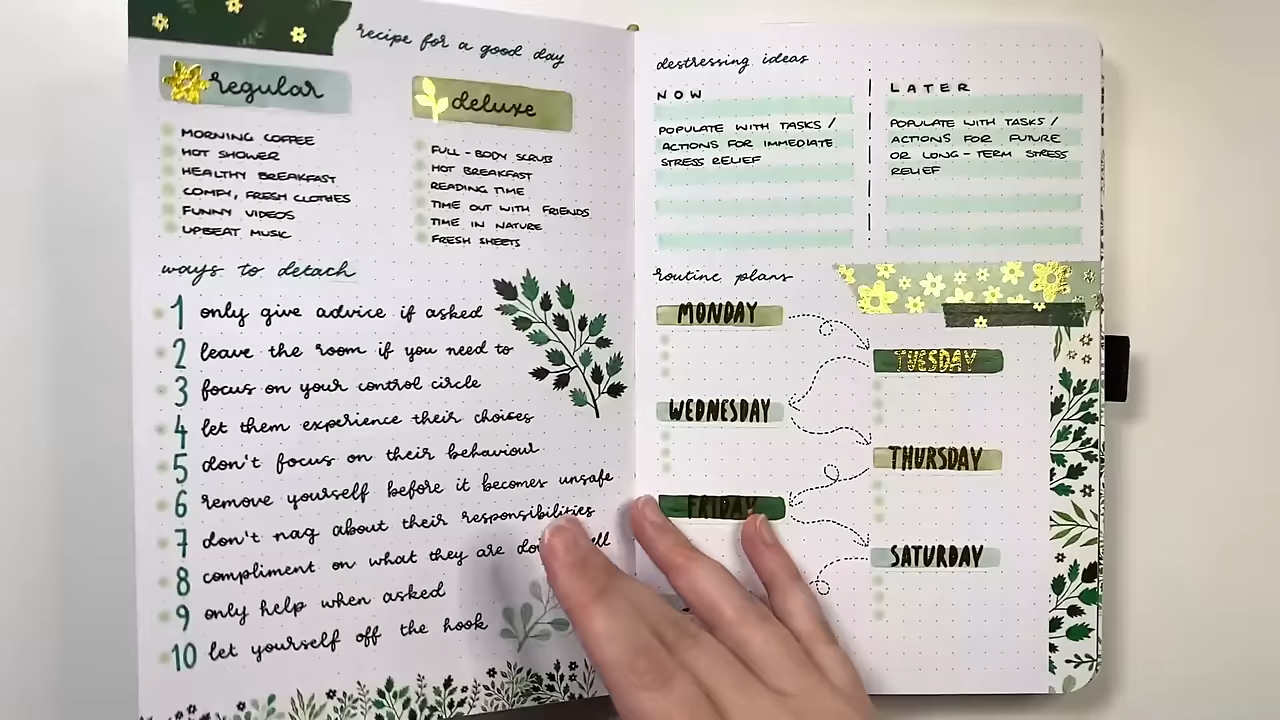 recipe for a good day
regular
MORNING COFFEE
HOT SHOWER
HEALTHY BREAKFAST
COMFY, FRESH CLOTHES
FUNNY VIDEOS
UPBEAT MUSIC
deluxe
FULL-BODY SCRUB
HOT BREAKFAST
READING TIME
TIME OUT WITH FRIENDS
TIME IN NATURE
FRESH SHEETS
ways to detach
1 only give advice if asked
2 leave the room if you need to
3 focus on your control circle
4 let them experience their choices
5 don't focus on their behaviour
6 remove yourself before it becomes unsafe
7 don't nag about their responsibilities
8 compliment on what they are
9 only help when asked
10 let yourself off the hook
destressing ideas
NOW
POPULATE WITH TASKS /
ACTIONS FOR IMMEDIATE
STRESS RELIEF
LATER
POPULATE WITH TASKS /
ACTIONS FOR FUTURE
OR LONG-TERM STRESS
RELIEF
routine plans
MONDAY
TUESDAY
WEDNESDAY
THURSDAY
FRIDAY
SATURDAY